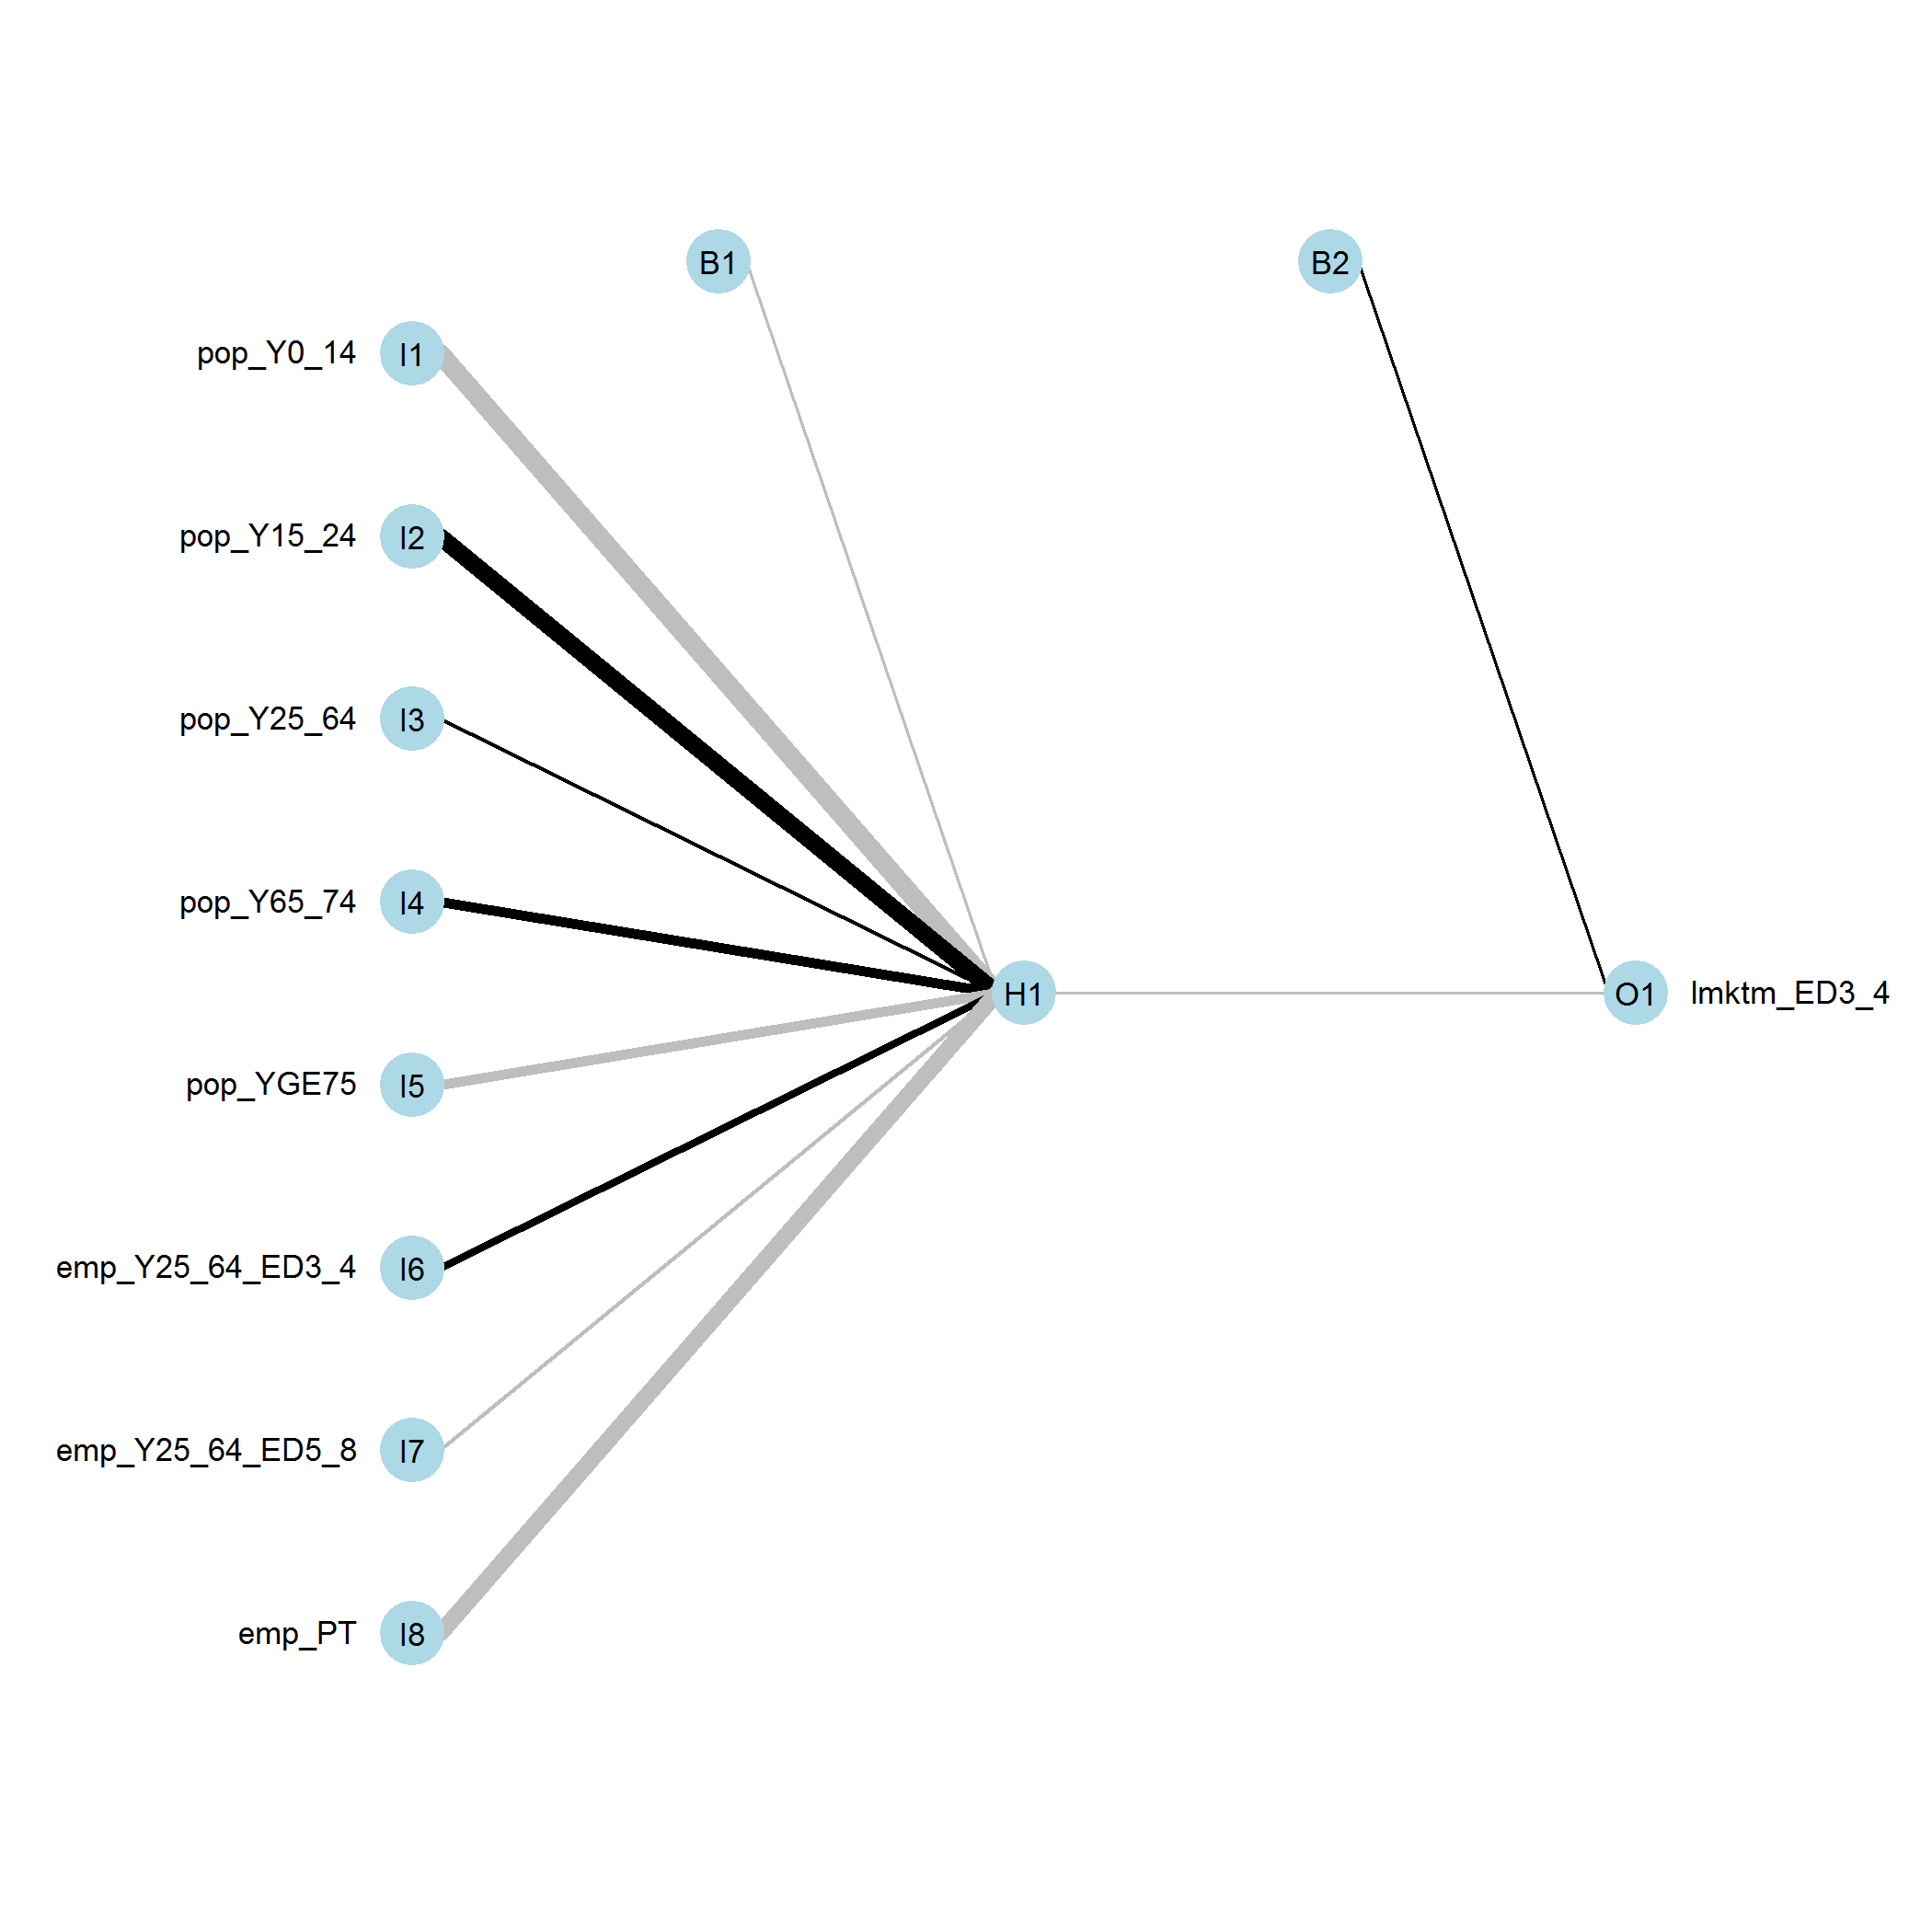 B1
B2
pop_Y0_14 I1
pop_Y15_24 I2
pop_Y25_64 I3
pop_Y65_74 I4
H1
O1 lmktm_ED3_4
pop_YGE75 I5
emp_Y25_64_ED3_4 I6
emp_Y25_64_ED5_8 I7
emp_PT I8